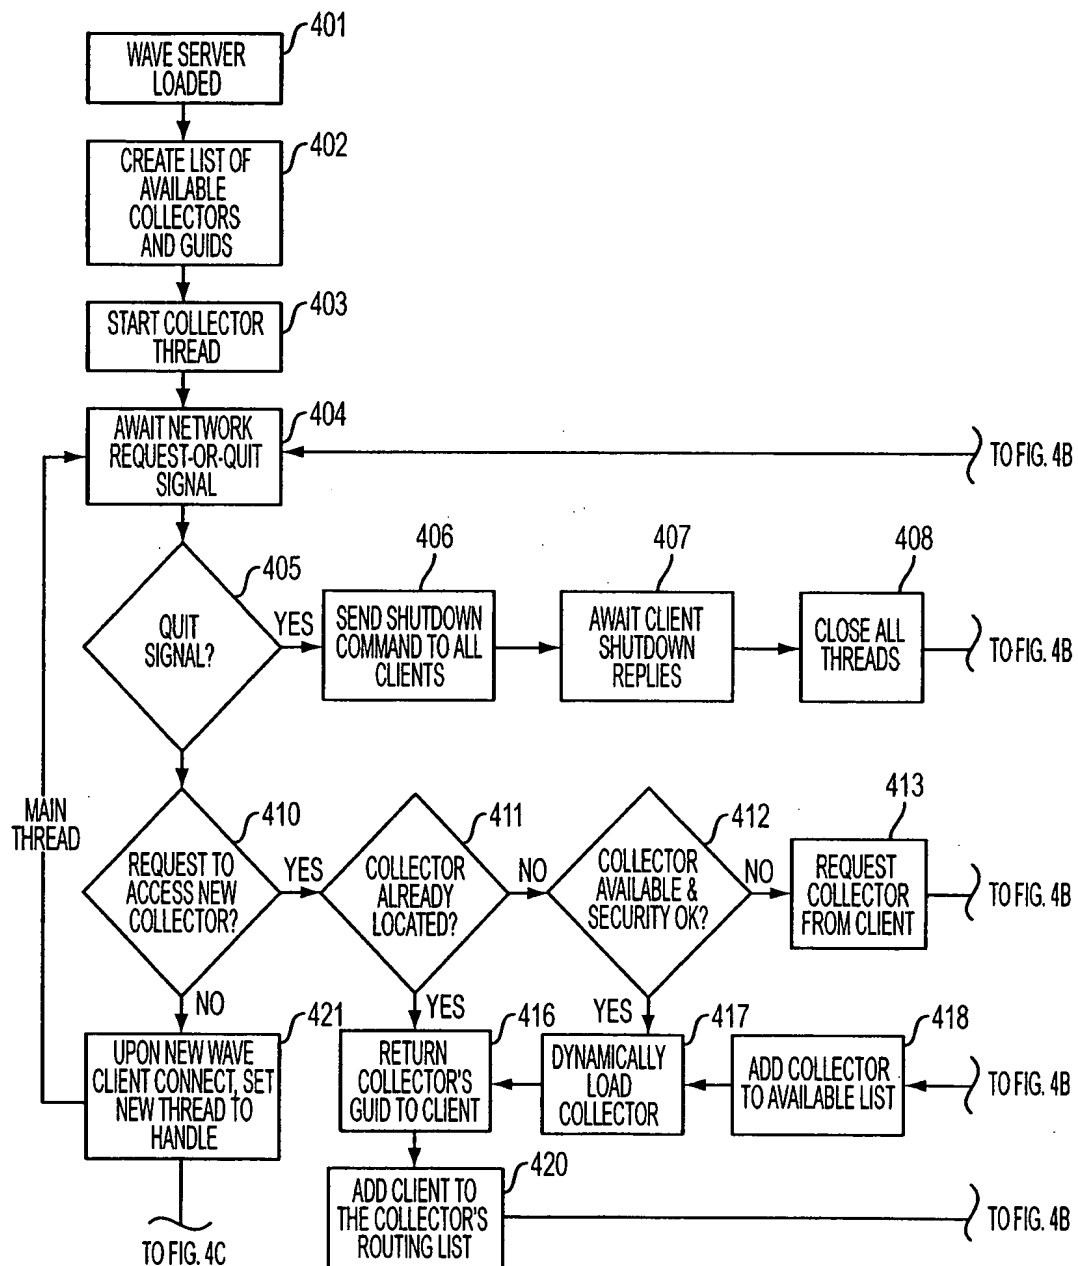 401
WAVE SERVER
LOADED
402
CREATE LIST OF
AVAILABLE
COLLECTORS
AND GUIDS
403
START COLLECTOR
THREAD
404
AWAIT NETWORK
REQUEST-OR-QUIT
SIGNAL
TO FIG. 4B
405
QUIT
SIGNAL?
YES
406
SEND SHUTDOWN
COMMAND TO ALL
CLIENTS
407
AWAIT CLIENT
SHUTDOWN
REPLIES
408
CLOSE ALL
THREADS
TO FIG. 4B
MAIN
THREAD
410
REQUEST TO
ACCESS NEW
COLLECTOR?
YES
411
COLLECTOR
ALREADY
LOCATED?
NO
412
COLLECTOR
AVAILABLE &
SECURITY OK?
NO
413
REQUEST
COLLECTOR
FROM CLIENT
TO FIG. 4B
NO
YES
YES
421
UPON NEW WAVE
CLIENT CONNECT, SET
NEW THREAD TO
HANDLE
416
RETURN
COLLECTOR'S
GUID TO CLIENT
417
DYNAMICALLY
LOAD
COLLECTOR
418
ADD COLLECTOR
TO AVAILABLE LIST
TO FIG. 4B
420
ADD CLIENT TO
THE COLLECTOR'S
ROUTING LIST
TO FIG. 4B
TO FIG. 4C